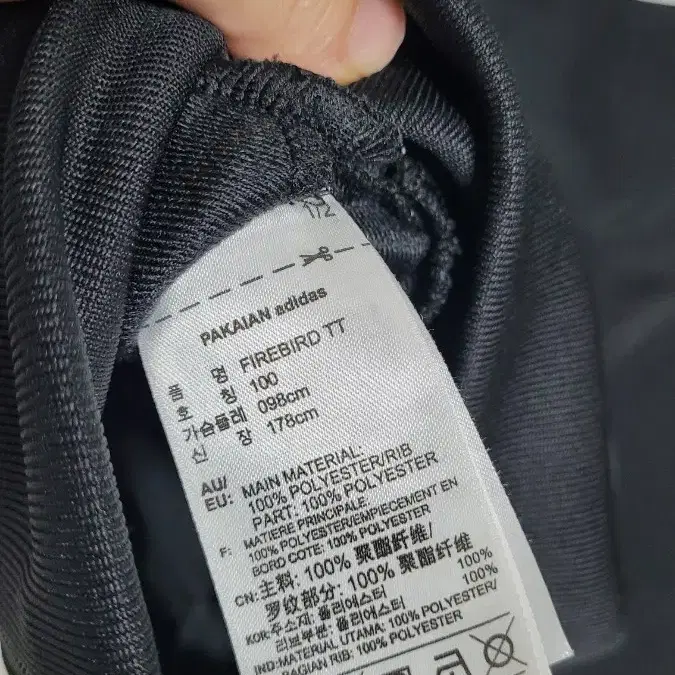 1/2
PAKAIAN adidas
품 명 FIREBIRD TT
호 칭 100
가슴둘레 098cm
신 장 178cm
AU/
EU: MAIN MATERIAL:
100% POLYESTER/RIB
PART: 100% POLYESTER
F: MATIERE PRINCIPALE:
100% POLYESTER/EMPIECEMENT EN
BORD COTE: 100% POLYESTER
CN: 主料: 100% 聚酯纤维/
罗纹部分: 100% 聚酯纤维
KOR: 주소재: 폴리에스터 100%/
리브부분: 폴리에스터 100%
IND: MATERIAL UTAMA: 100% POLYESTER/
BAGIAN RIB: 100% POLYESTER